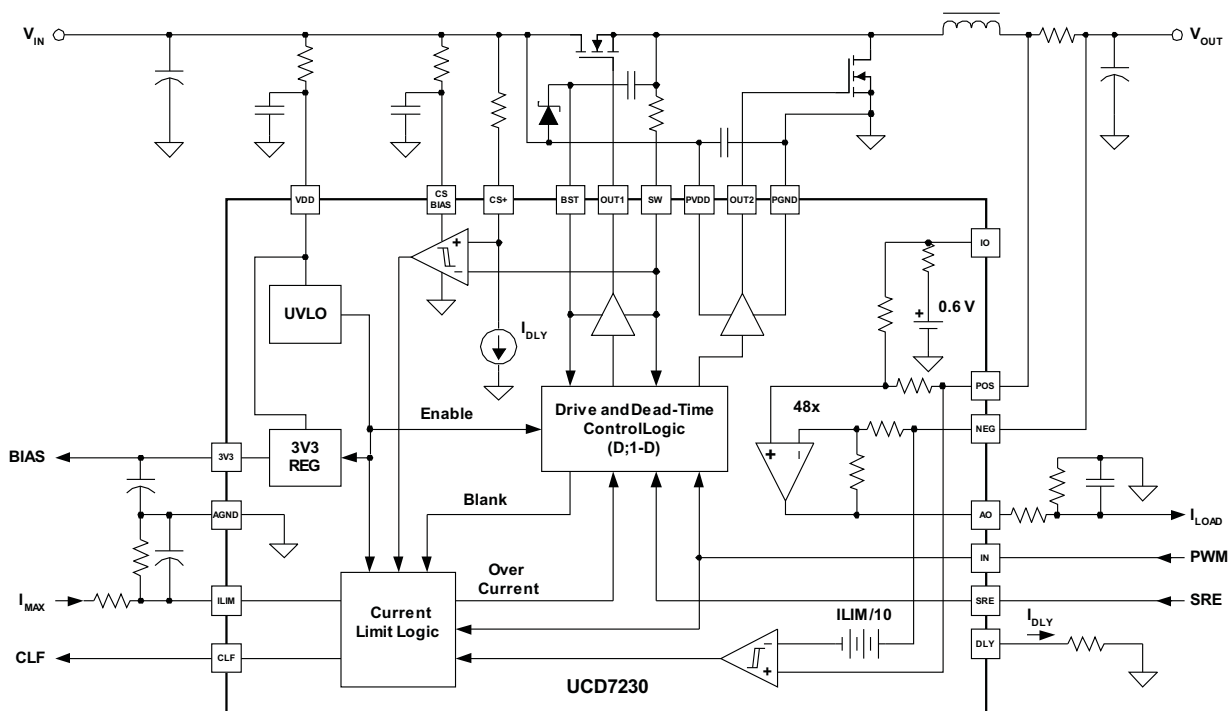 VIN
VOUT
VDD
CS
BIAS
CS+
BST
OUT1
SW
PVDD
OUT2
PGND
IO
+
−
UVLO
IDLY
0.6 V
+
POS
Enable
Drive and Dead-Time
ControlLogic
(D;1-D)
48x
NEG
BIAS
3V3
3V3
REG
+
−
Blank
AGND
AO
ILOAD
IN
PWM
Over
Current
IMAX
ILIM
Current
Limit Logic
SRE
SRE
ILIM/10
IDLY
DLY
CLF
CLF
−
+
UCD7230